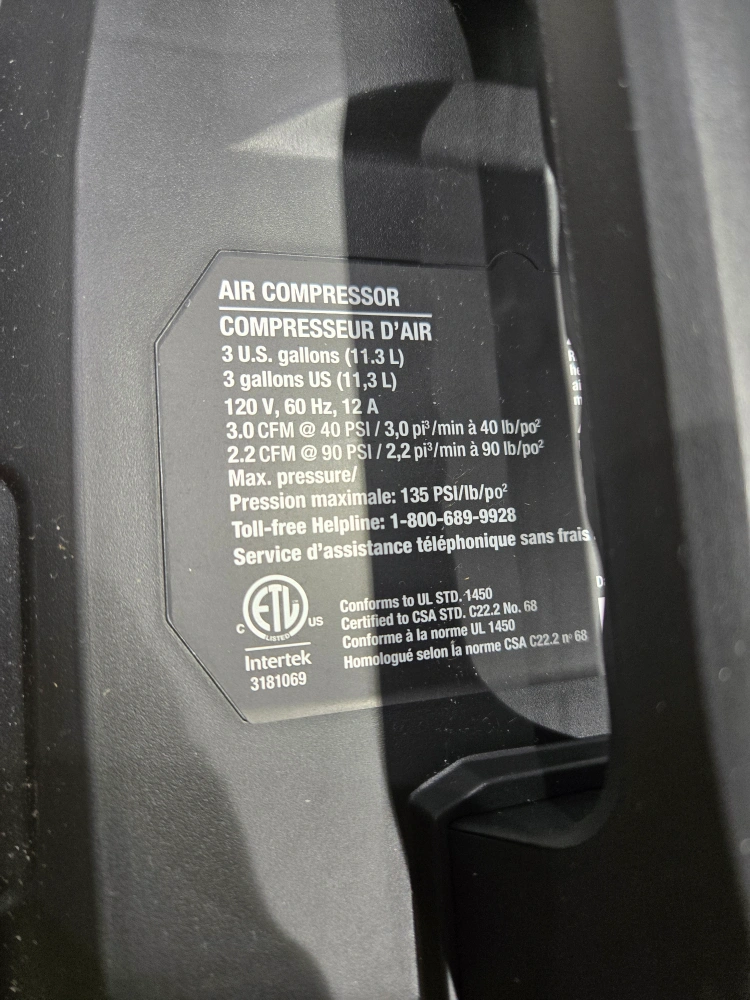 AIR COMPRESSOR
COMPRESSEUR D'AIR
3 U.S. gallons (11.3 L)
3 gallons US (11,3 L)
120 V, 60 Hz, 12 A
3.0 CFM @ 40 PSI / 3,0 pi³/min à 40 lb/po²
2.2 CFM @ 90 PSI / 2,2 pi³/min à 90 lb/po²
Max. pressure/
Pression maximale: 135 PSI/lb/po²
Toll-free Helpline: 1-800-689-9928
Service d'assistance téléphonique sans frais
C ETL US
LISTED
Intertek
3181069
Conforms to UL STD. 1450
Certified to CSA STD. C22.2 No. 68
Conforme à la norme UL 1450
Homologué selon la norme CSA C22.2 nº 68